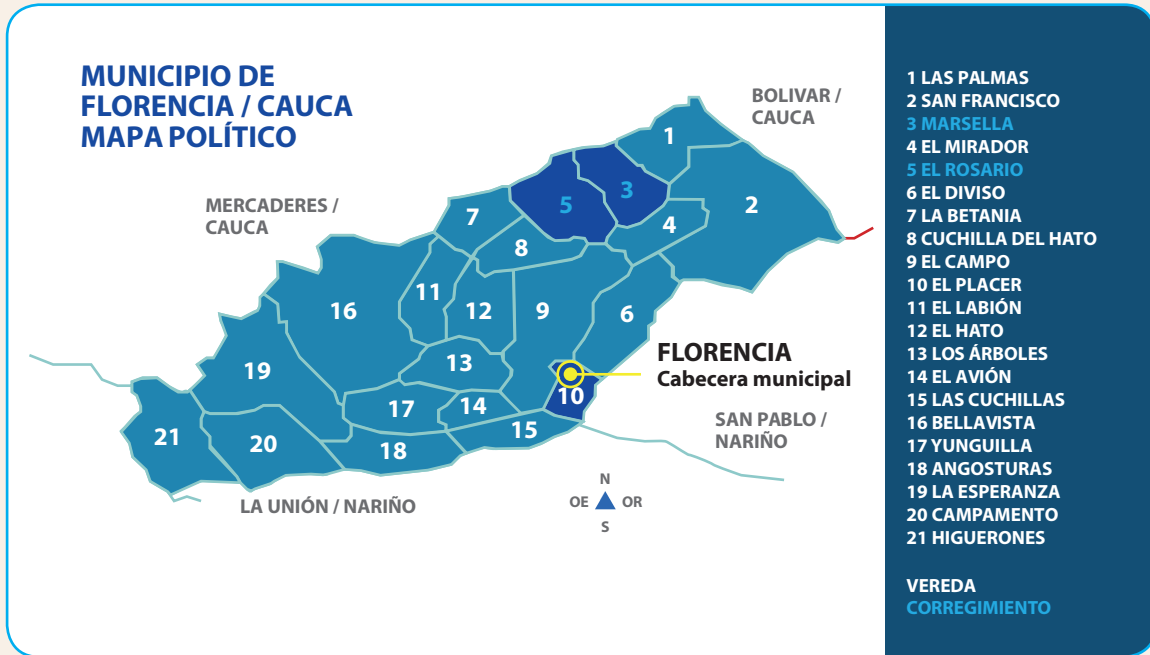 MUNICIPIO DE
FLORENCIA / CAUCA
MAPA POLÍTICO
BOLIVAR /
CAUCA
MERCADERES /
CAUCA
1
2
3
4
5
6
7
8
9
10
11
12
13
14
15
16
17
18
19
20
21
FLORENCIA
Cabecera municipal
SAN PABLO /
NARIÑO
LA UNIÓN / NARIÑO
N
OE OR
S
1 LAS PALMAS
2 SAN FRANCISCO
3 MARSELLA
4 EL MIRADOR
5 EL ROSARIO
6 EL DIVISO
7 LA BETANIA
8 CUCHILLA DEL HATO
9 EL CAMPO
10 EL PLACER
11 EL LABIÓN
12 EL HATO
13 LOS ÁRBOLES
14 EL AVIÓN
15 LAS CUCHILLAS
16 BELLAVISTA
17 YUNGUILLA
18 ANGOSTURAS
19 LA ESPERANZA
20 CAMPAMENTO
21 HIGUERONES
VEREDA
CORREGIMIENTO